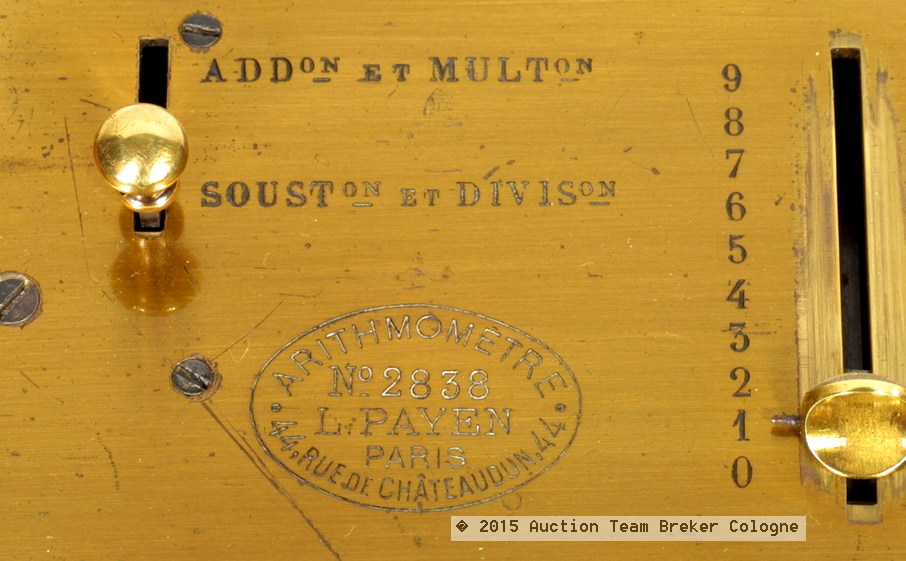 ADDON ET MULTON
SOUSTON ET DIVISON
9
8
7
6
5
4
3
2
1
0
ARITHMOMÈTRE
No 2838
L. PAYEN
PARIS
44, RUE DE CHÂTEAUDUN, 44
� 2015 Auction Team Breker Cologne